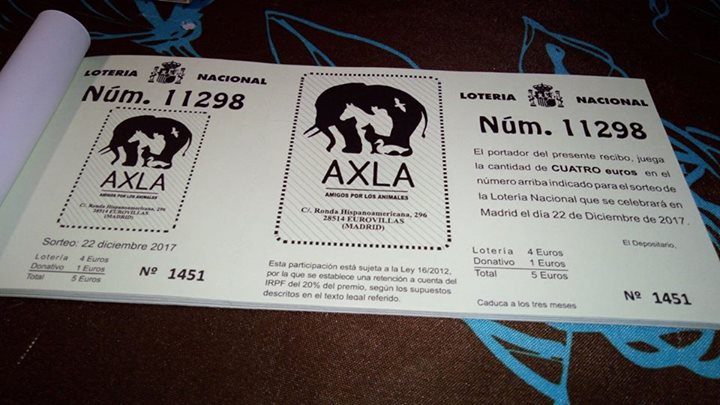 LOTERIA NACIONAL
Núm. 11298
AXLA
AMIGOS POR LOS ANIMALES
C/. Ronda Hispanoamericana, 296
28514 EUROVILLAS
(MADRID)
Sorteo: 22 diciembre 2017
Lotería 4 Euros
Donativo 1 Euros
Total 5 Euros
Nº 1451
AXLA
AMIGOS POR LOS ANIMALES
C/. Ronda Hispanoamericana, 296
28514 EUROVILLAS
(MADRID)
Esta participación está sujeta a la Ley 16/2012,
por la que se establece una retención a cuenta del
IRPF del 20% del premio, según los supuestos
descritos en el texto legal referido.
LOTERIA NACIONAL
Núm. 11298
El portador del presente recibo, juega
la cantidad de CUATRO euros en el
número arriba indicado para el sorteo de
la Lotería Nacional que se celebrará en
Madrid el día 22 de Diciembre de 2017.
El Depositario,
Lotería 4 Euros
Donativo 1 Euros
Total 5 Euros
Caduca a los tres meses
Nº 1451